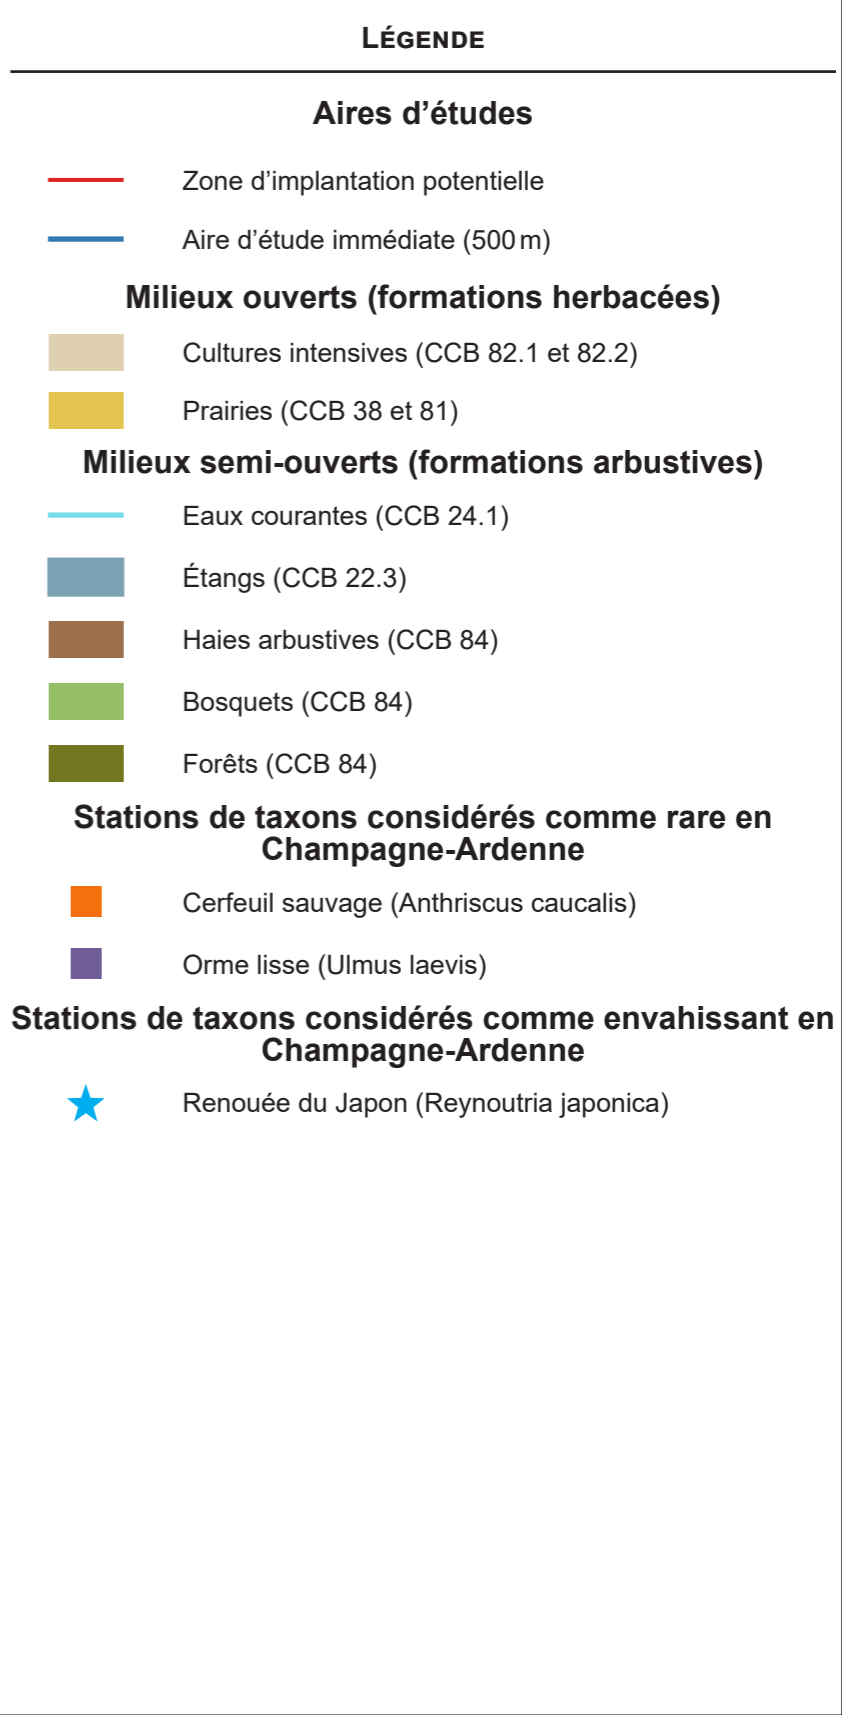 LÉGENDE
Aires d’études
Zone d’implantation potentielle
Aire d’étude immédiate (500 m)
Milieux ouverts (formations herbacées)
Cultures intensives (CCB 82.1 et 82.2)
Prairies (CCB 38 et 81)
Milieux semi-ouverts (formations arbustives)
Eaux courantes (CCB 24.1)
Étangs (CCB 22.3)
Haies arbustives (CCB 84)
Bosquets (CCB 84)
Forêts (CCB 84)
Stations de taxons considérés comme rare en
Champagne-Ardenne
Cerfeuil sauvage (Anthriscus caucalis)
Orme lisse (Ulmus laevis)
Stations de taxons considérés comme envahissant en
Champagne-Ardenne
Renouée du Japon (Reynoutria japonica)